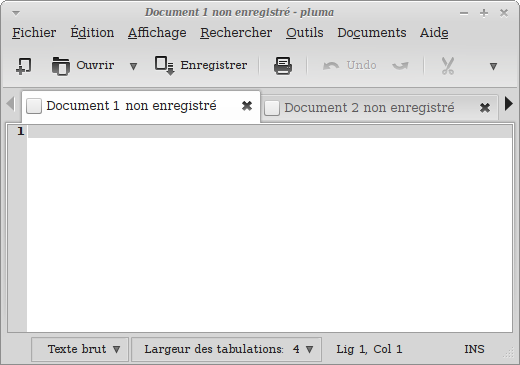 Document 1 non enregistré - pluma
Fichier Édition Affichage Rechercher Outils Documents Aide
Ouvrir Enregistrer Undo
Document 1 non enregistré Document 2 non enregistré
1
Texte brut Largeur des tabulations: 4 Lig 1, Col 1 INS